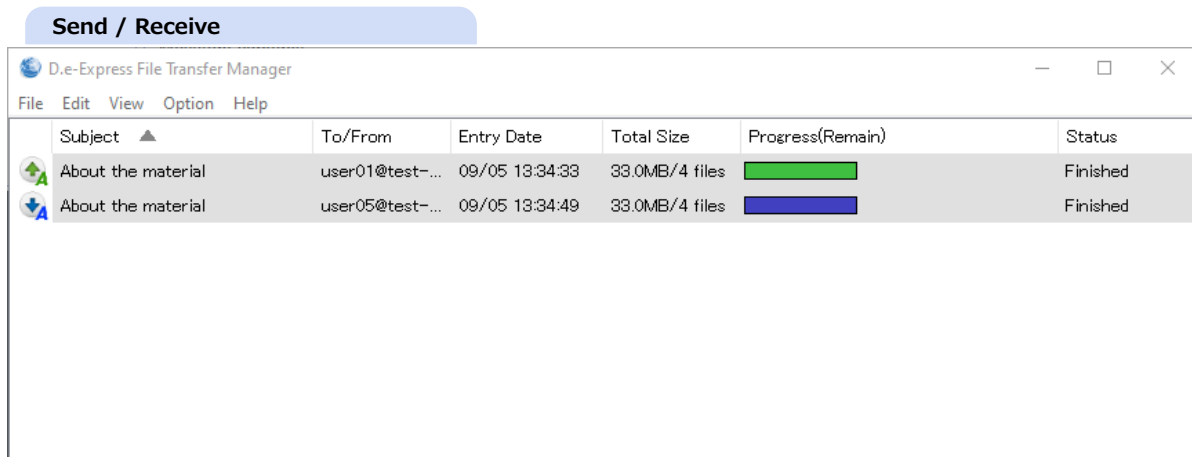 Send / Receive
D.e-Express File Transfer Manager
File Edit View Option Help
Subject To/From Entry Date Total Size Progress(Remain) Status
A About the material user01@test-... 09/05 13:34:33 33.0MB/4 files Finished
A About the material user05@test-... 09/05 13:34:49 33.0MB/4 files Finished